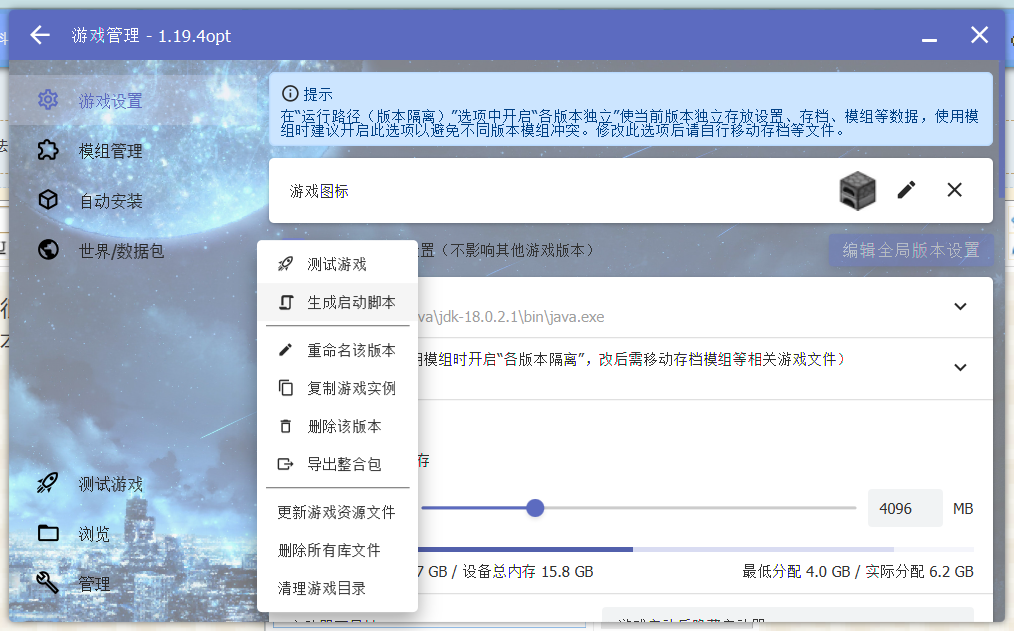 游戏管理 - 1.19.4opt
游戏设置
模组管理
自动安装
世界/数据包
测试游戏
浏览
管理
提示
在“运行路径（版本隔离）”选项中开启“各版本独立”使当前版本独立存放设置、存档、模组等数据，使用模
组时建议开启此选项以避免不同版本模组冲突。修改此选项后请自行移动存档等文件。
游戏图标
置（不影响其他游戏版本）
编辑全局版本设置
va\jdk-18.0.2.1\bin\java.exe
用模组时开启“各版本隔离”，改后需移动存档模组等相关游戏文件）
存
4096 MB
7 GB / 设备总内存 15.8 GB
最低分配 4.0 GB / 实际分配 6.2 GB
游戏启动后隐藏启动器
测试游戏
生成启动脚本
重命名该版本
复制游戏实例
删除该版本
导出整合包
更新游戏资源文件
删除所有库文件
清理游戏目录